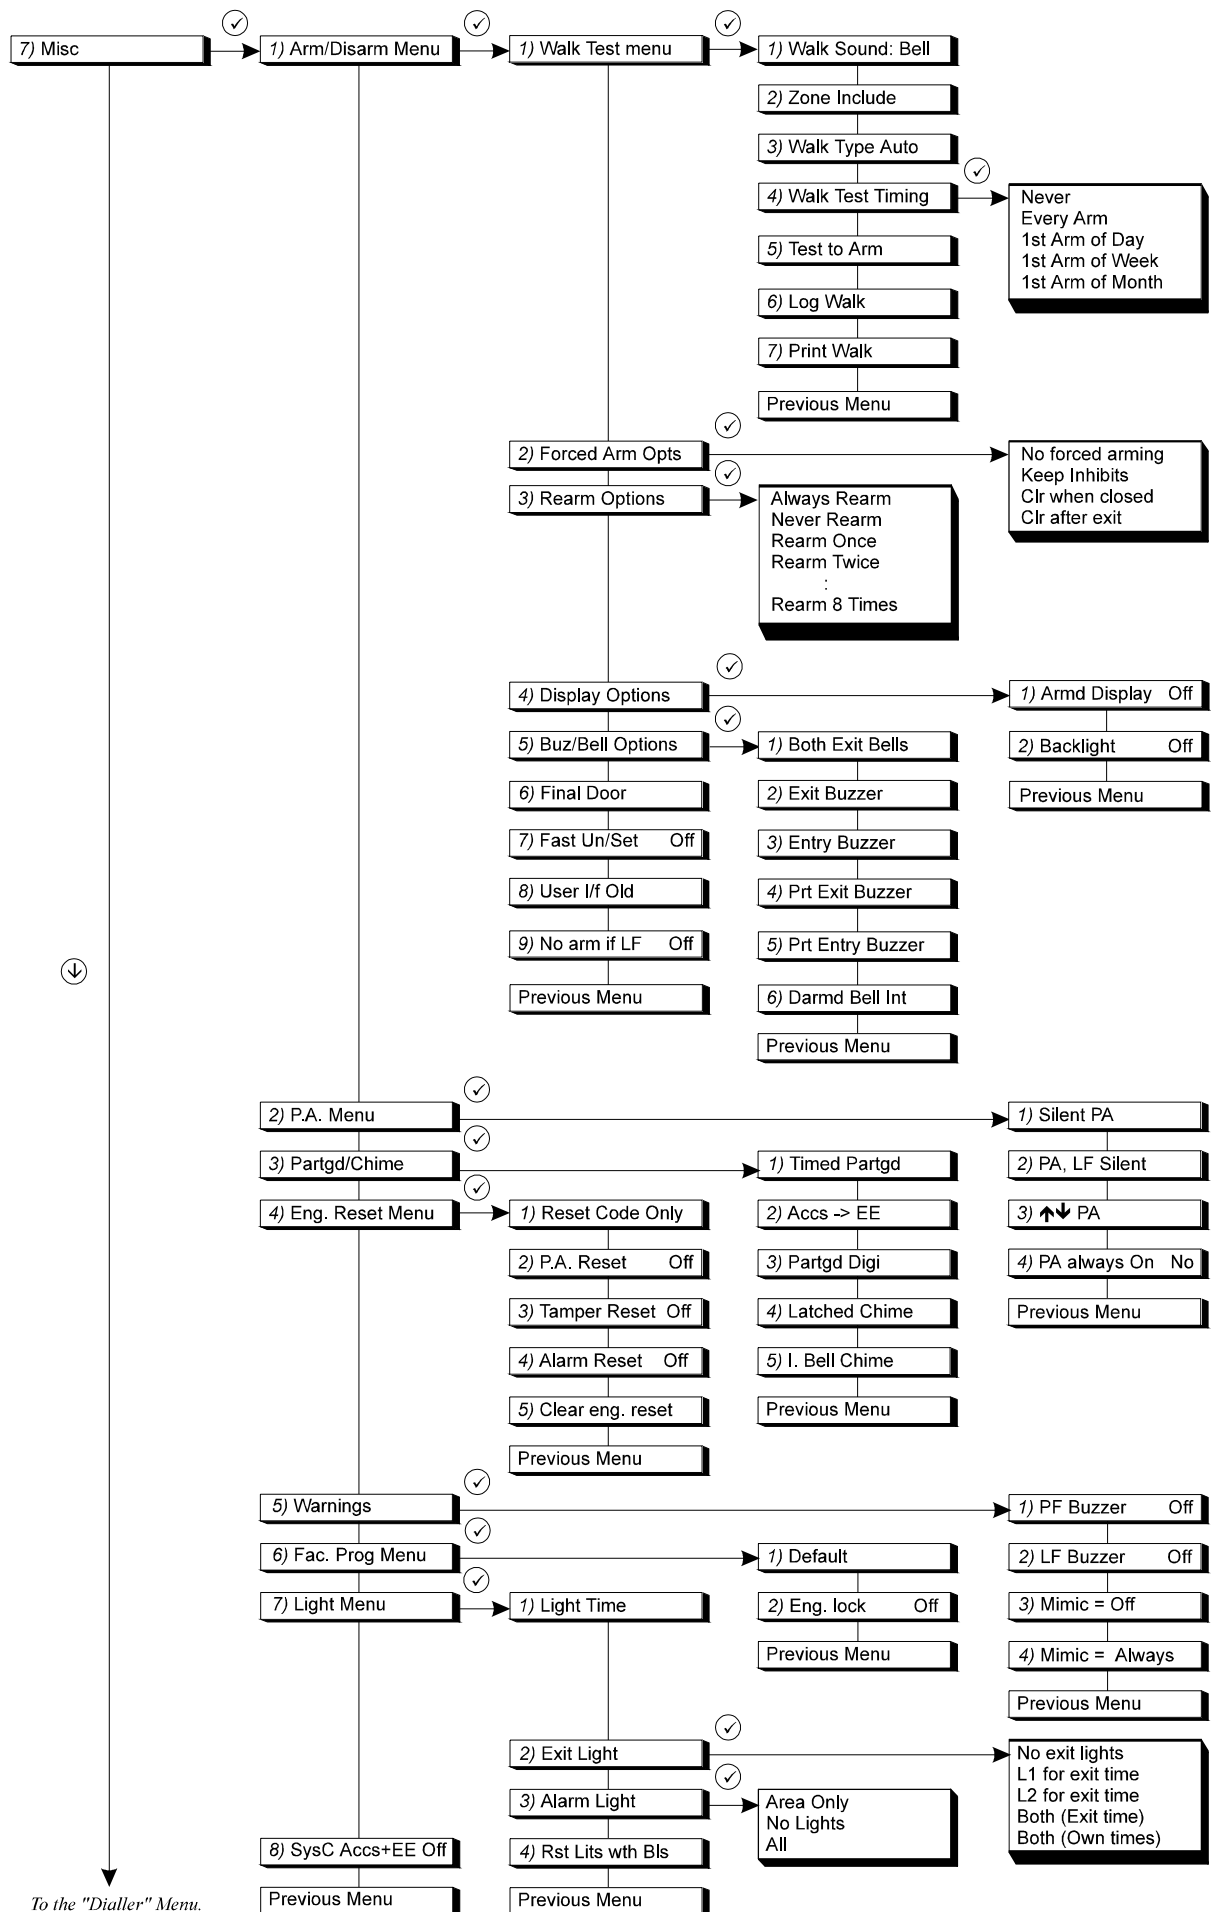 7) Misc
1) Arm/Disarm Menu
1) Walk Test menu
1) Walk Sound: Bell
2) Zone Include
3) Walk Type Auto
4) Walk Test Timing
Never
Every Arm
1st Arm of Day
1st Arm of Week
1st Arm of Month
5) Test to Arm
6) Log Walk
7) Print Walk
Previous Menu
2) Forced Arm Opts
No forced arming
Keep Inhibits
Clr when closed
Clr after exit
3) Rearm Options
Always Rearm
Never Rearm
Rearm Once
Rearm Twice
:
Rearm 8 Times
4) Display Options
1) Armd Display Off
2) Backlight Off
Previous Menu
5) Buz/Bell Options
1) Both Exit Bells
2) Exit Buzzer
3) Entry Buzzer
4) Prt Exit Buzzer
5) Prt Entry Buzzer
6) Darmd Bell Int
Previous Menu
6) Final Door
7) Fast Un/Set Off
8) User I/f Old
9) No arm if LF Off
Previous Menu
2) P.A. Menu
1) Silent PA
2) PA, LF Silent
3) ↑↓ PA
4) PA always On No
Previous Menu
3) Partgd/Chime
1) Timed Partgd
2) Accs -> EE
3) Partgd Digi
4) Latched Chime
5) I. Bell Chime
Previous Menu
4) Eng. Reset Menu
1) Reset Code Only
2) P.A. Reset Off
3) Tamper Reset Off
4) Alarm Reset Off
5) Clear eng. reset
Previous Menu
5) Warnings
1) PF Buzzer Off
2) LF Buzzer Off
3) Mimic = Off
4) Mimic = Always
Previous Menu
6) Fac. Prog Menu
1) Default
2) Eng. lock Off
Previous Menu
7) Light Menu
1) Light Time
2) Exit Light
No exit lights
L1 for exit time
L2 for exit time
Both (Exit time)
Both (Own times)
3) Alarm Light
Area Only
No Lights
All
4) Rst Lits wth Bls
Previous Menu
8) SysC Accs+EE Off
Previous Menu
To the "Dialler" Menu.